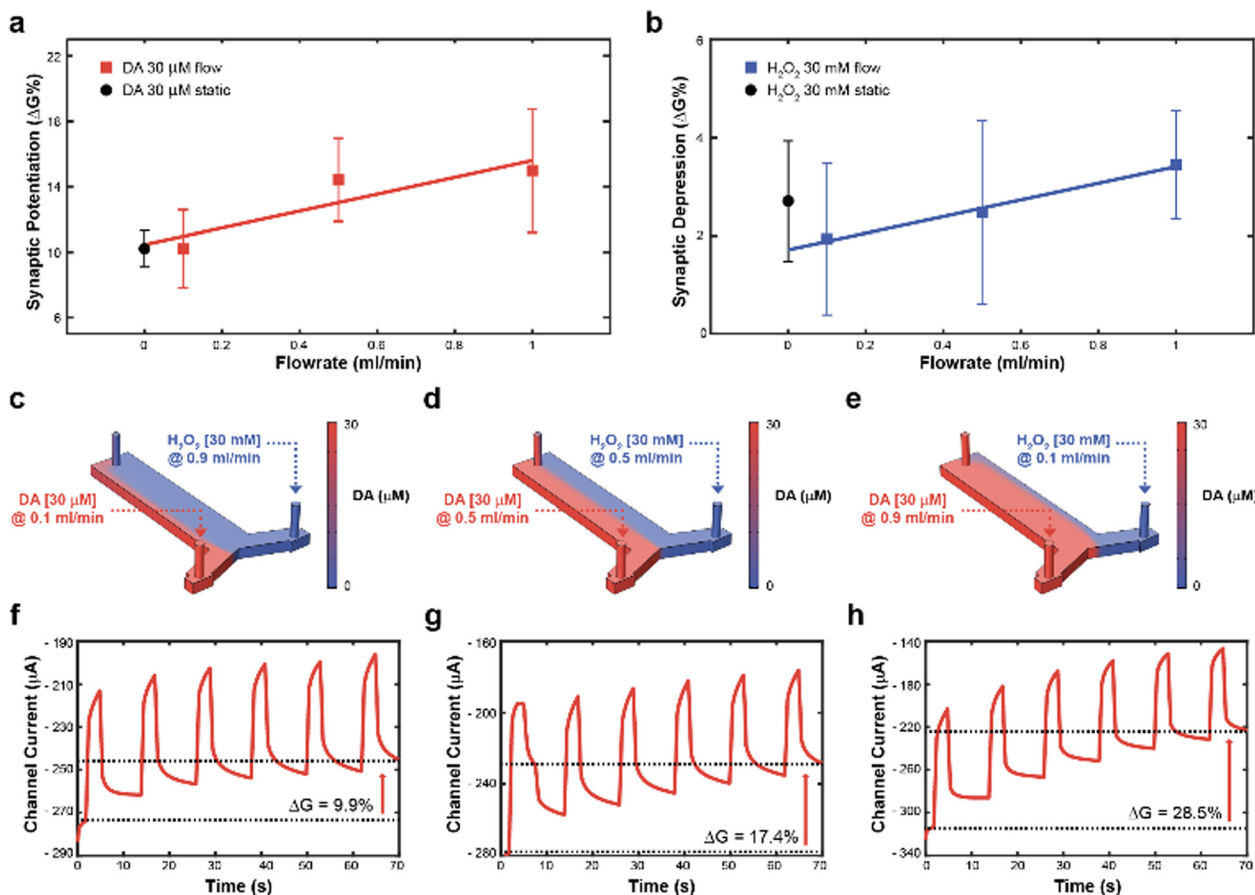 a
22
18
14
10
6
Synaptic Potentiation (ΔG%)
DA 30 μM flow
DA 30 μM static
0 0.2 0.4 0.6 0.8 1
Flowrate (ml/min)
b
6
4
2
0
Synaptic Depression (ΔG%)
H₂O₂ 30 mM flow
H₂O₂ 30 mM static
0 0.2 0.4 0.6 0.8 1
Flowrate (ml/min)
c
H₂O₂ [30 mM]
@ 0.9 ml/min
DA [30 μM]
@ 0.1 ml/min
30
DA (μM)
0
d
H₂O₂ [30 mM]
@ 0.5 ml/min
DA [30 μM]
@ 0.5 ml/min
30
DA (μM)
0
e
H₂O₂ [30 mM]
@ 0.1 ml/min
DA [30 μM]
@ 0.9 ml/min
30
DA (μM)
0
f
- 190
- 210
- 230
- 250
- 270
- 290
Channel Current (μA)
ΔG = 9.9%
0 10 20 30 40 50 60 70
Time (s)
g
- 160
- 200
- 240
- 280
Channel Current (μA)
ΔG = 17.4%
0 10 20 30 40 50 60 70
Time (s)
h
- 140
- 180
- 220
- 260
- 300
- 340
Channel Current (μA)
ΔG = 28.5%
0 10 20 30 40 50 60 70
Time (s)